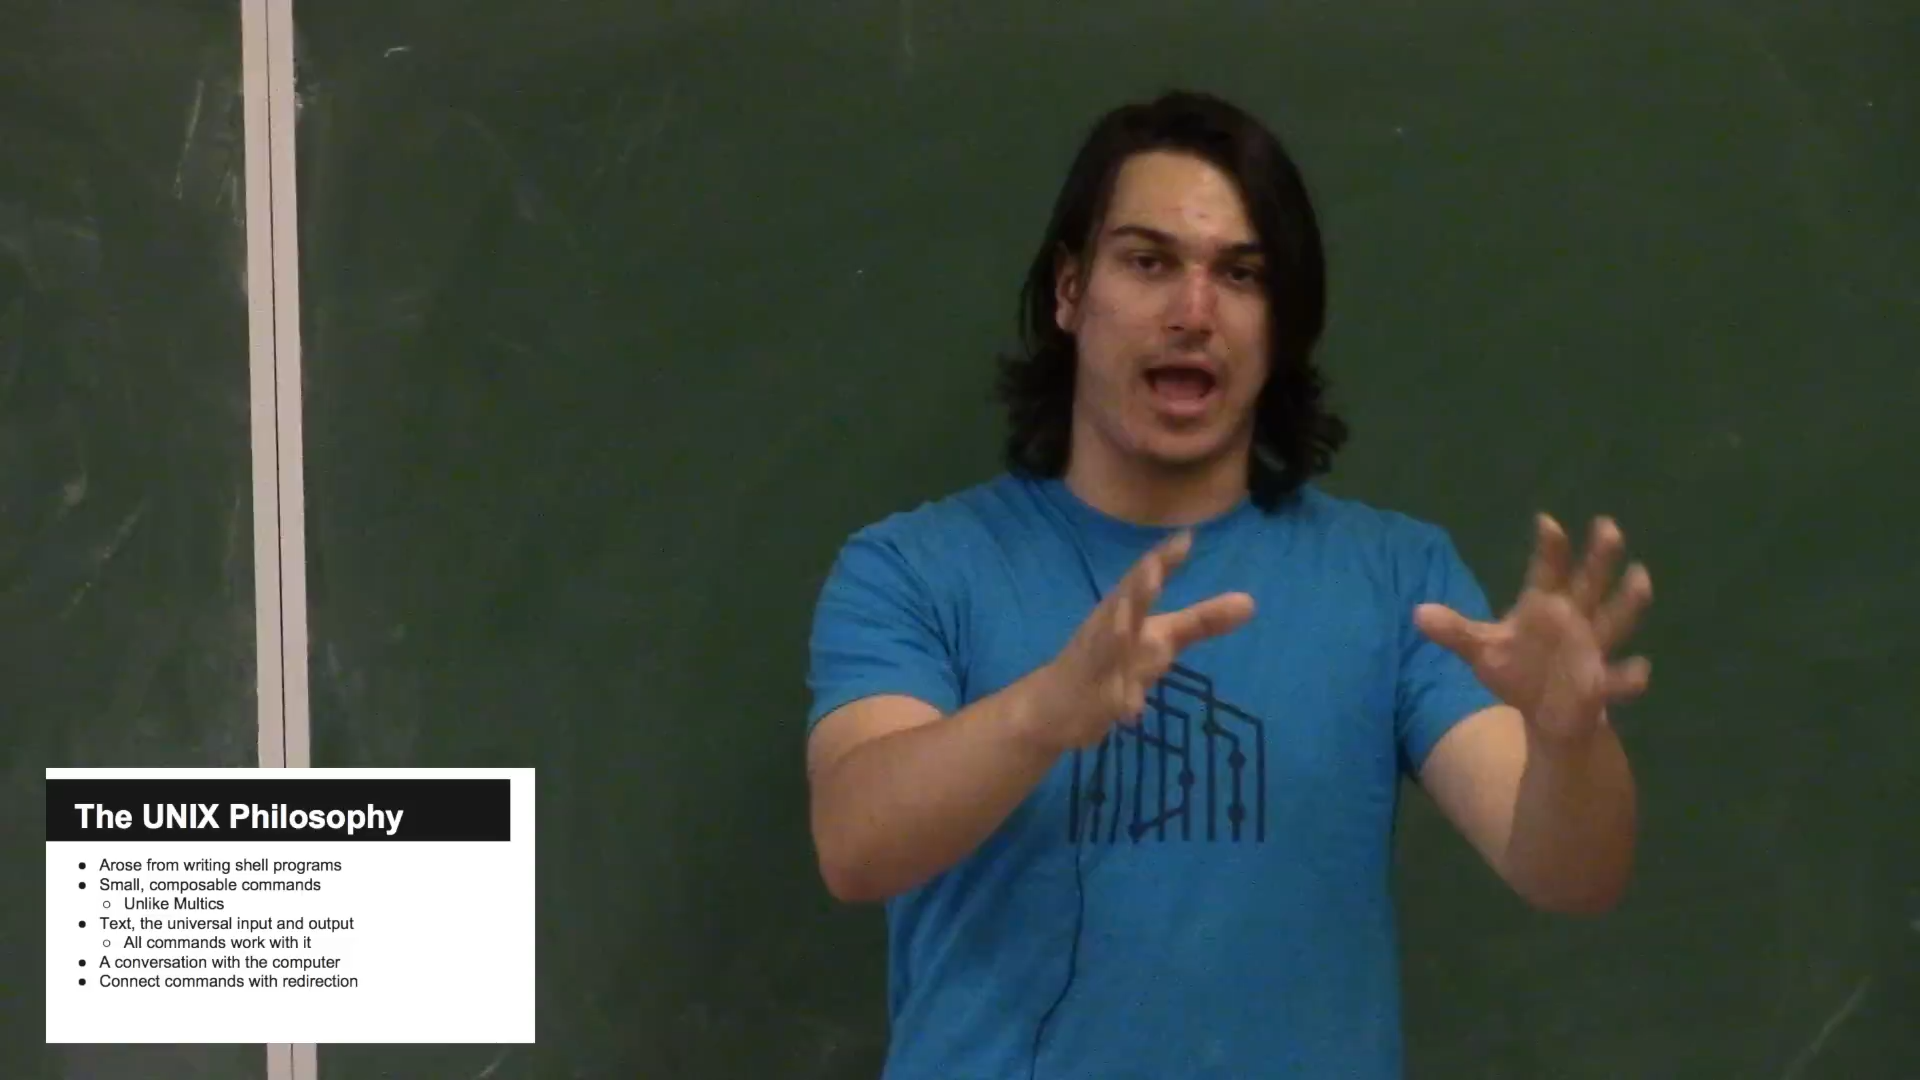 The UNIX Philosophy
● Arose from writing shell programs
● Small, composable commands
○ Unlike Multics
● Text, the universal input and output
○ All commands work with it
● A conversation with the computer
● Connect commands with redirection